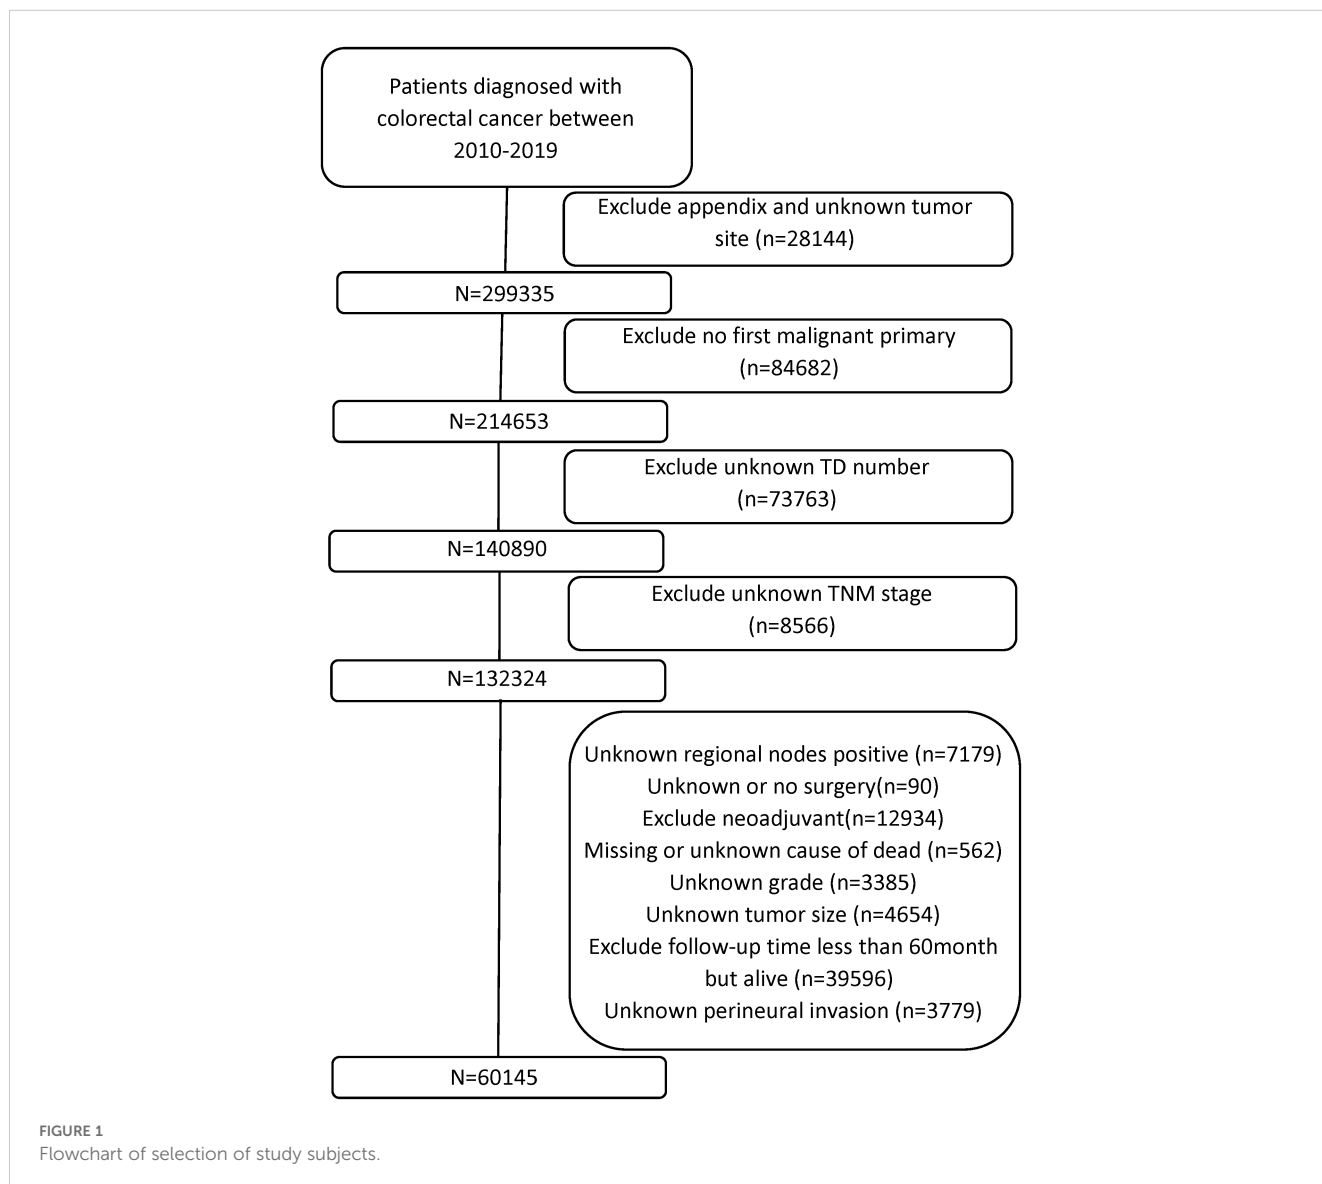 Patients diagnosed with
colorectal cancer between
2010-2019
Exclude appendix and unknown tumor
site (n=28144)
N=299335
Exclude no first malignant primary
(n=84682)
N=214653
Exclude unknown TD number
(n=73763)
N=140890
Exclude unknown TNM stage
(n=8566)
N=132324
Unknown regional nodes positive (n=7179)
Unknown or no surgery(n=90)
Exclude neoadjuvant(n=12934)
Missing or unknown cause of dead (n=562)
Unknown grade (n=3385)
Unknown tumor size (n=4654)
Exclude follow-up time less than 60month
but alive (n=39596)
Unknown perineural invasion (n=3779)
N=60145
FIGURE 1
Flowchart of selection of study subjects.